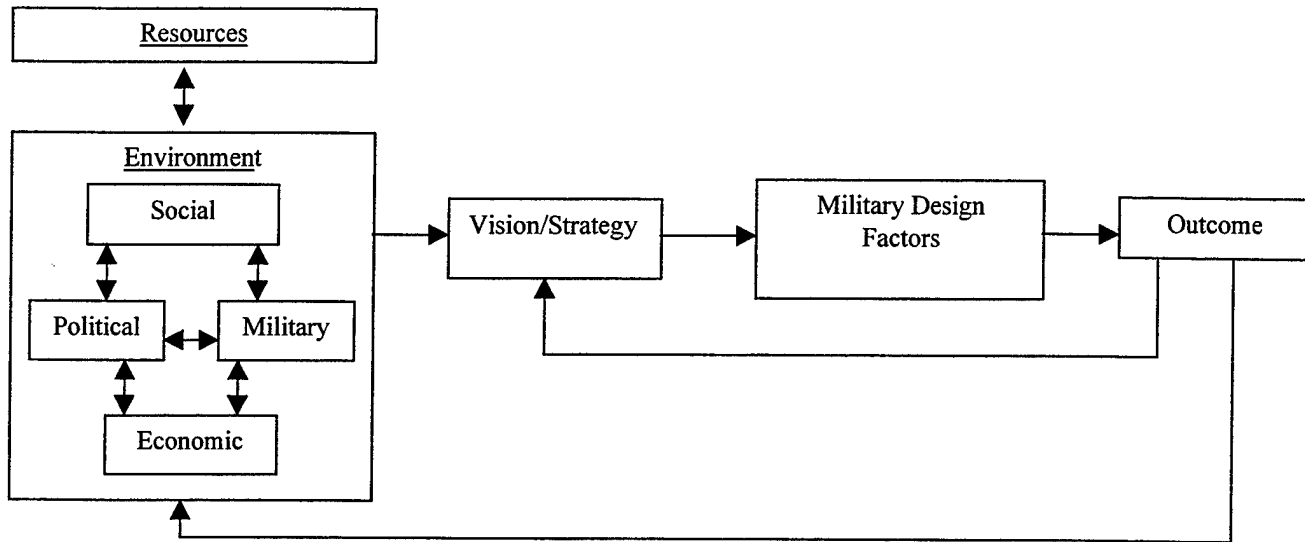 Resources
Environment
Social
Political
Military
Economic
Vision/Strategy
Military Design
Factors
Outcome